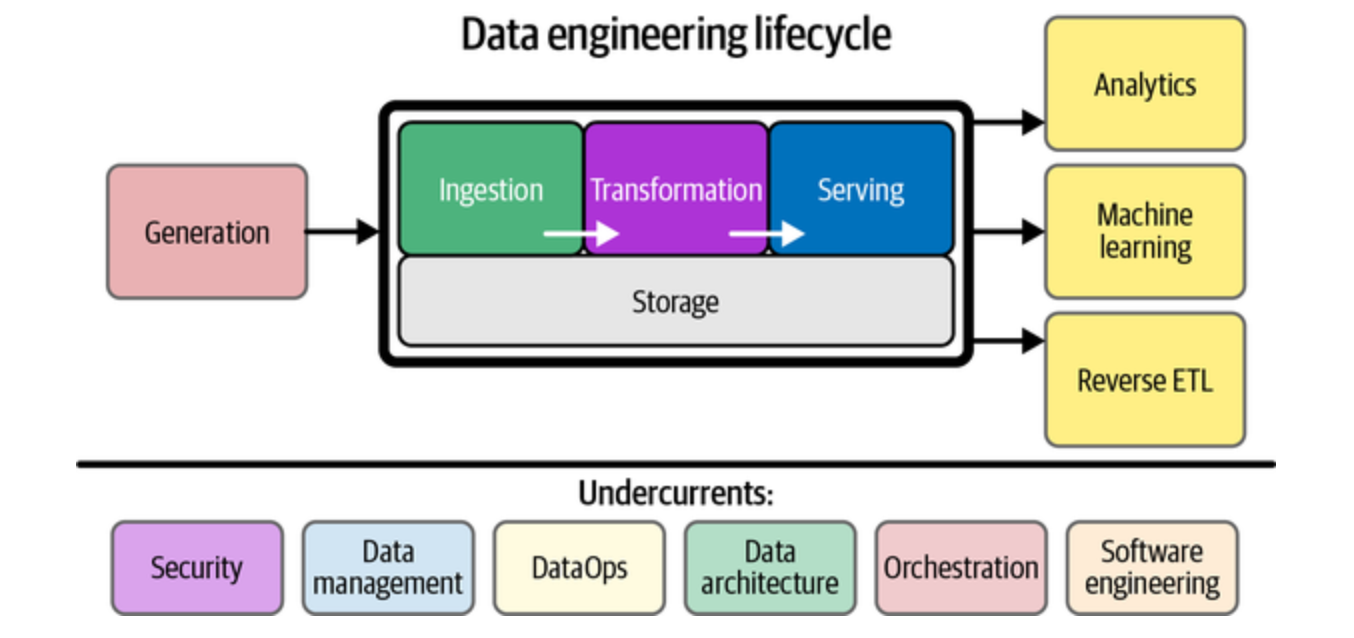 Data engineering lifecycle
Generation
Ingestion
Transformation
Serving
Storage
Analytics
Machine
learning
Reverse ETL
Undercurrents:
Security
Data
management
DataOps
Data
architecture
Orchestration
Software
engineering